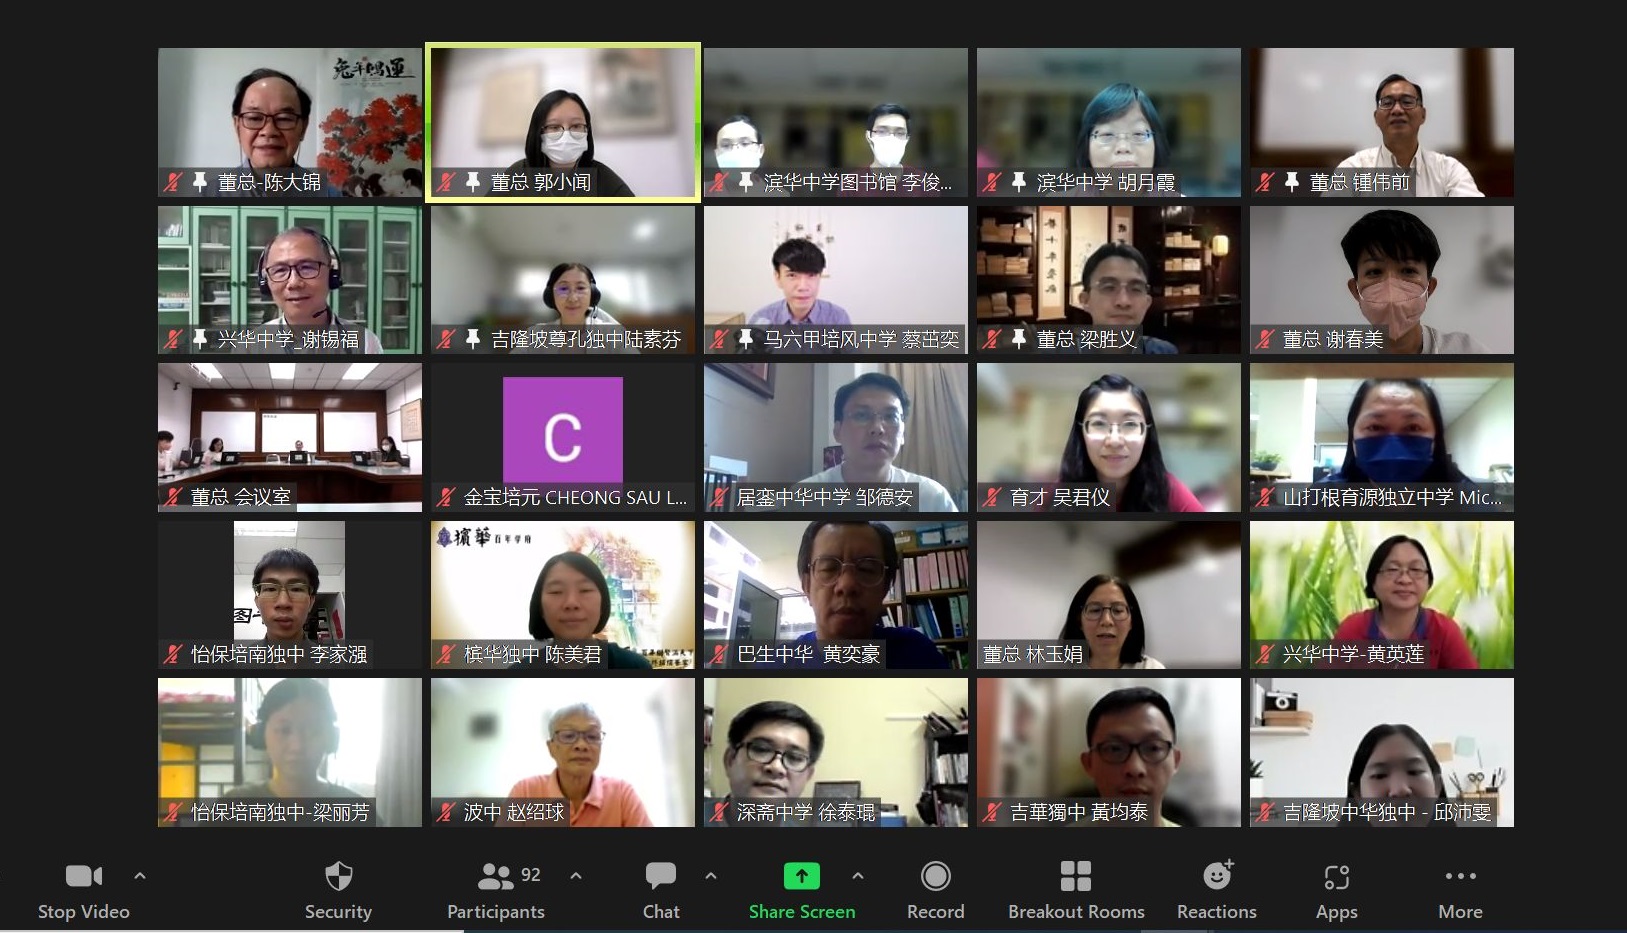 兔年鸿運
董总-陈大锦
董总 郭小闻
滨华中学图书馆 李俊...
滨华中学 胡月霞
董总 锺伟前
兴华中学_谢锡福
吉隆坡尊孔独中陆素芬
马六甲培风中学 蔡茁奕
董总 梁胜义
董总 谢春美
董总 会议室
C
金宝培元 CHEONG SAU L...
居銮中华中学 邹德安
育才 吴君仪
山打根育源独立中学 Mic...
怡保培南独中 李家漒
檳華 百年学府
槟华独中 陈美君
巴生中华 黄奕豪
董总 林玉娟
兴华中学-黄英莲
怡保培南独中-梁丽芳
波中 赵绍球
深斋中学 徐泰琨
吉華獨中 黃均泰
吉隆坡中华独中 - 邱沛雯
92
Stop Video
Security
Participants
Chat
Share Screen
Record
Breakout Rooms
Reactions
Apps
More